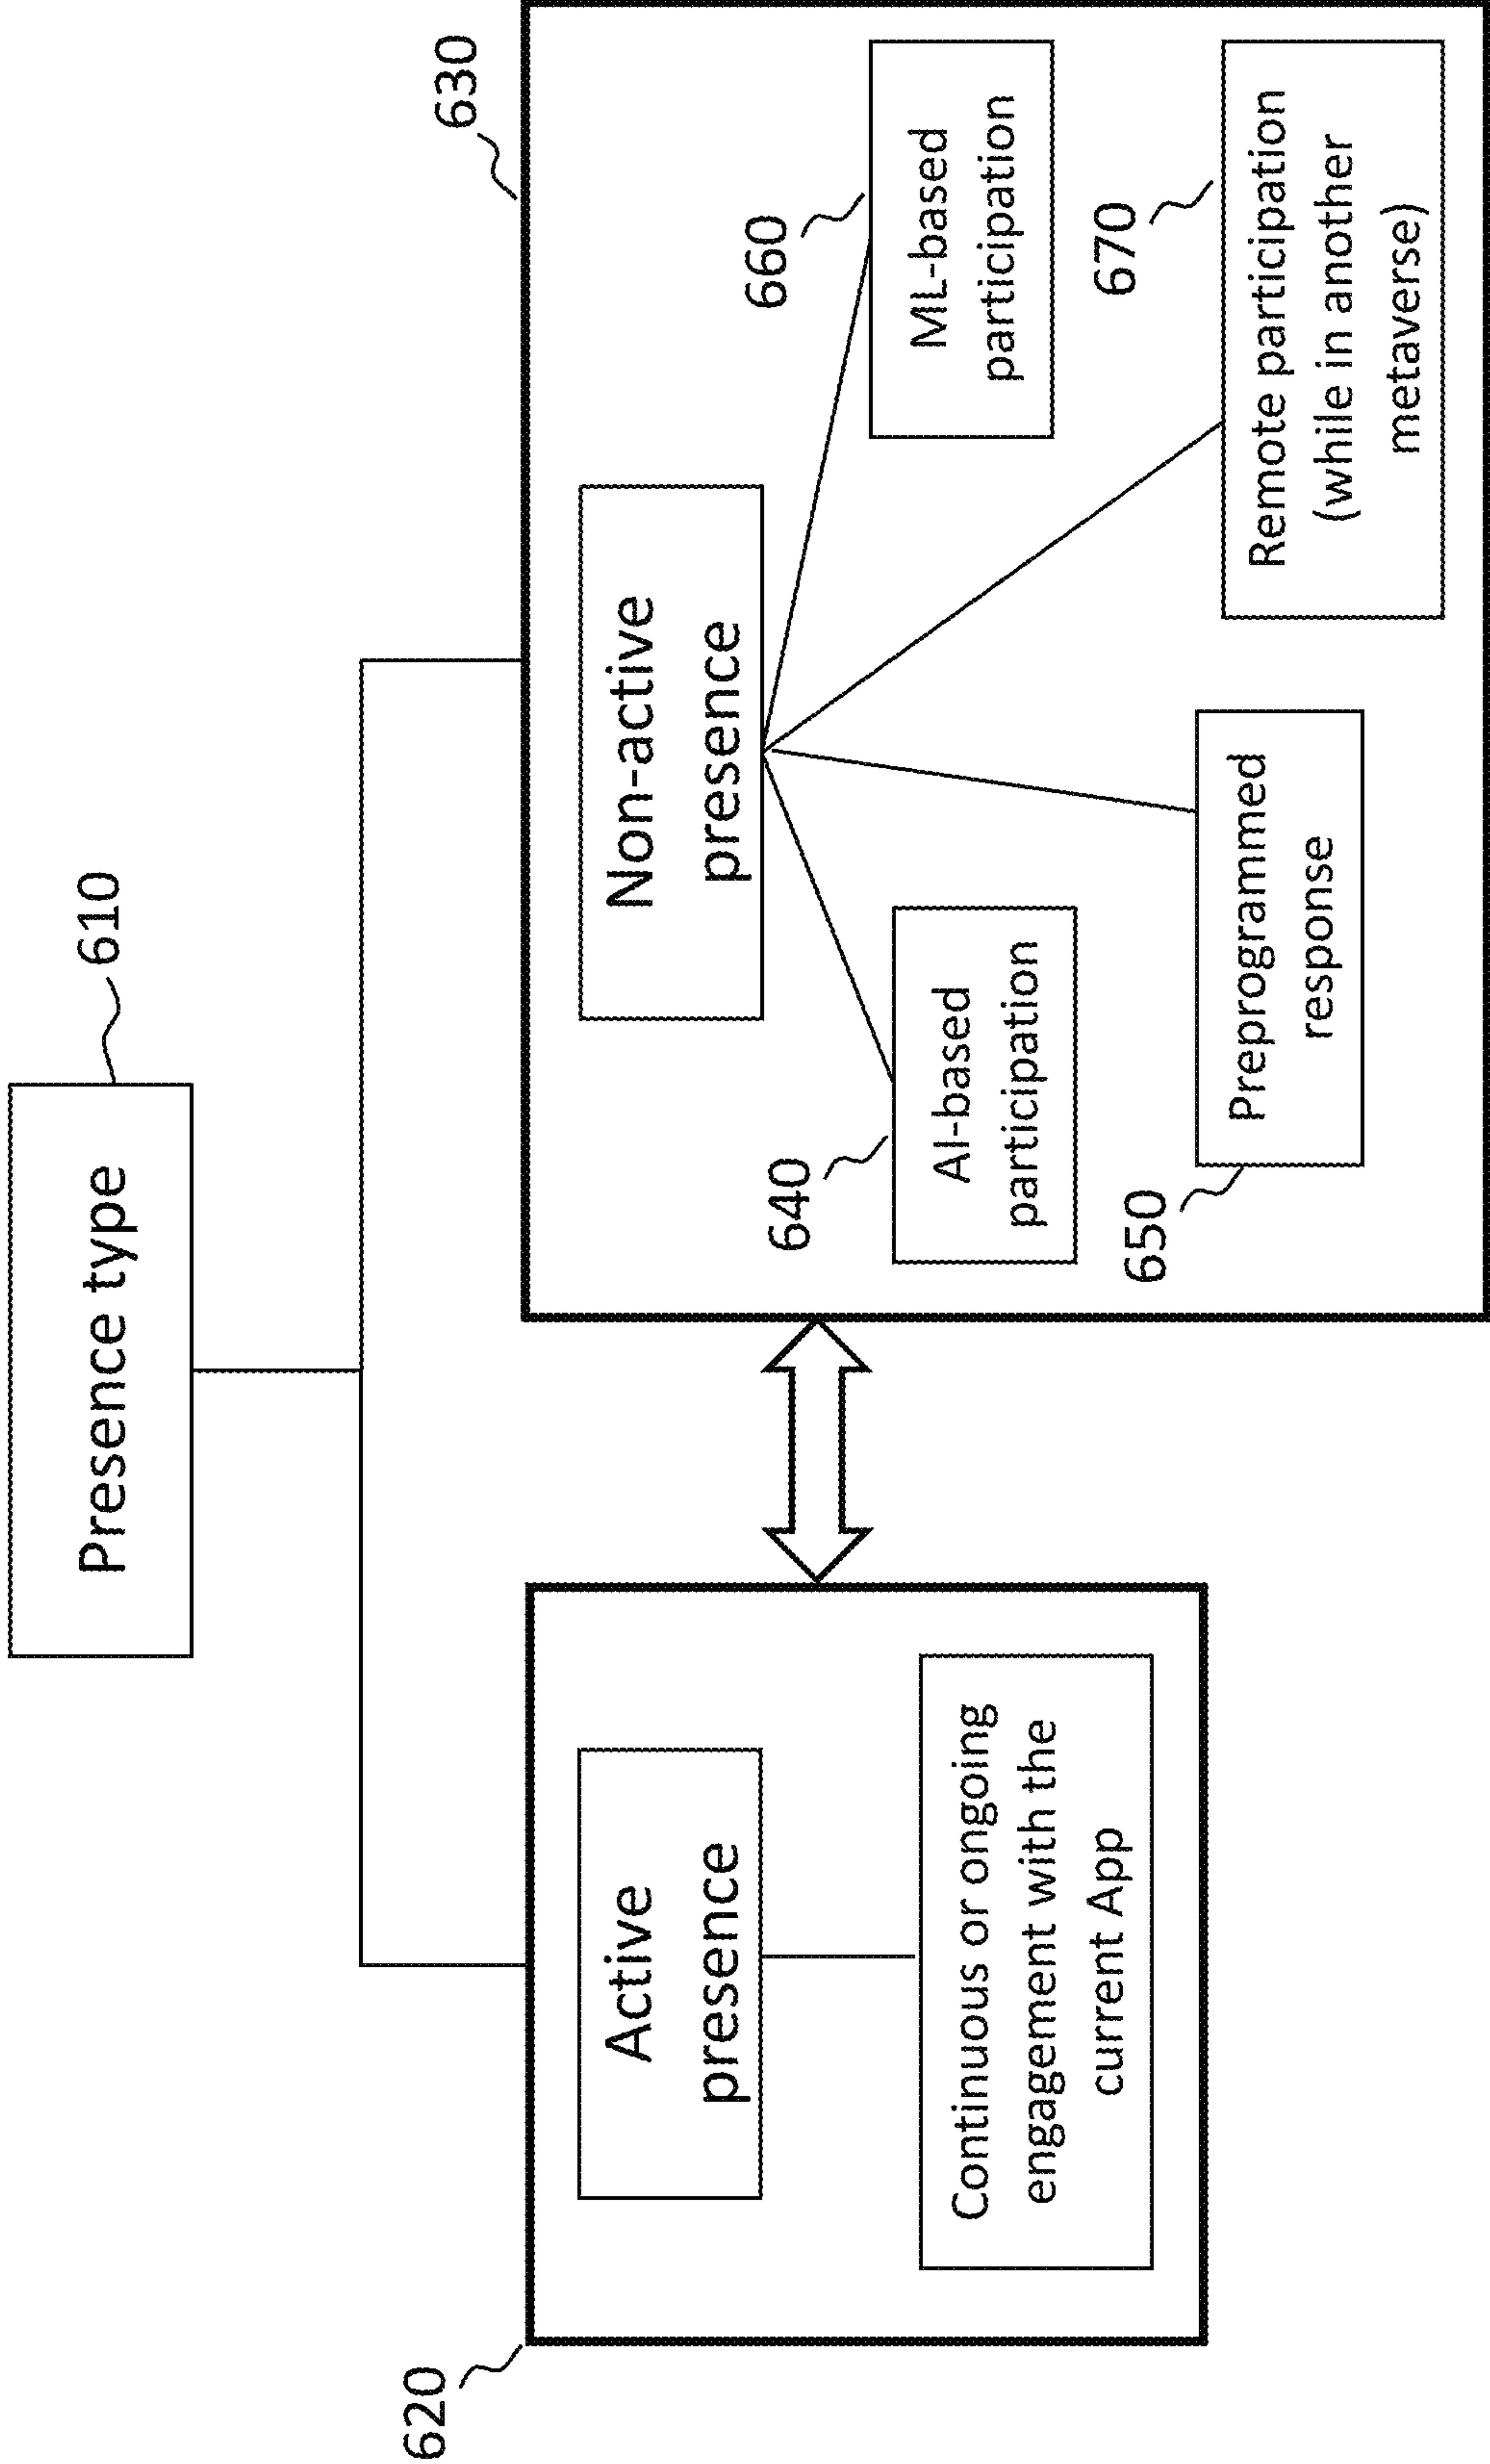 Presence type
610
620
Active
presence
Continuous or ongoing
engagement with the
current App
630
Non-active
presence
640
AI-based
participation
650
Preprogrammed
response
660
ML-based
participation
670
Remote participation
(while in another
metaverse)